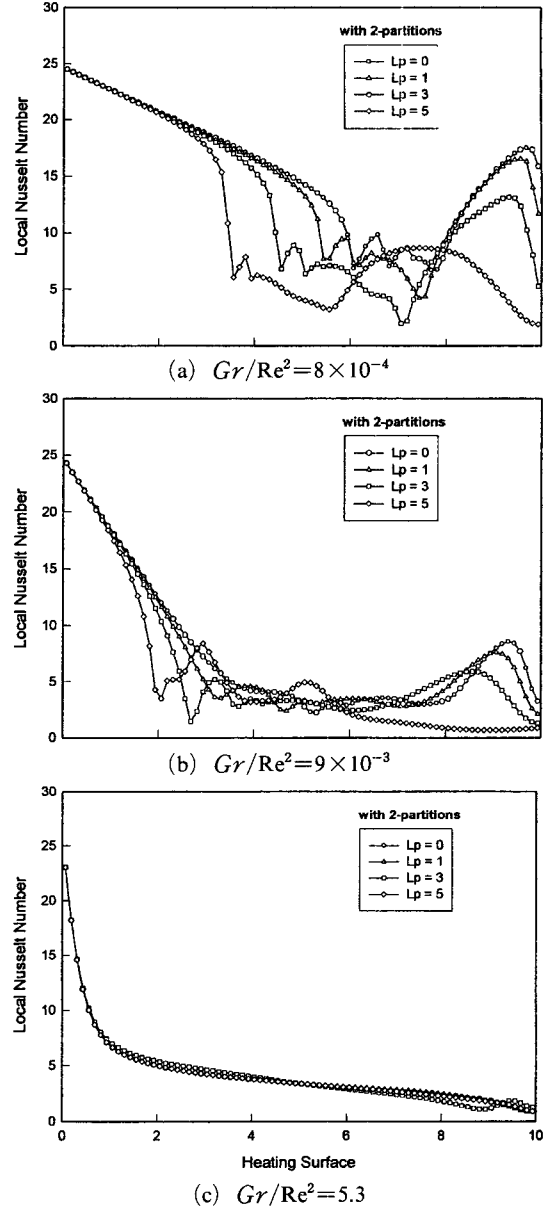 30
25
20
15
10
5
0
Local Nusselt Number
with 2-partitions
Lp = 0
Lp = 1
Lp = 3
Lp = 5
(a) Gr/Re²=8×10⁻⁴
30
25
20
15
10
5
0
Local Nusselt Number
with 2-partitions
Lp = 0
Lp = 1
Lp = 3
Lp = 5
(b) Gr/Re²=9×10⁻³
30
25
20
15
10
5
0
Local Nusselt Number
with 2-partitions
Lp = 0
Lp = 1
Lp = 3
Lp = 5
0 2 4 6 8 10
Heating Surface
(c) Gr/Re²=5.3